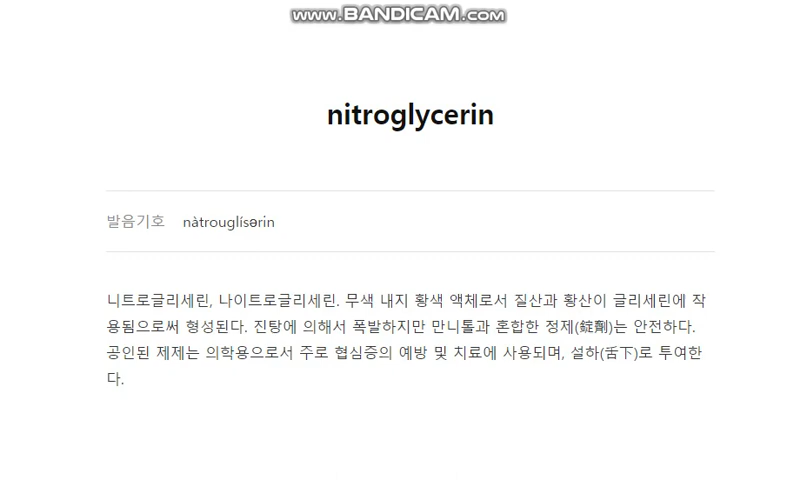 www.BANDICAM.com
nitroglycerin
발음기호 nàtrouglísərin
니트로글리세린, 나이트로글리세린. 무색 내지 황색 액체로서 질산과 황산이 글리세린에 작
용됨으로써 형성된다. 진탕에 의해서 폭발하지만 만니톨과 혼합한 정제(錠劑)는 안전하다.
공인된 제제는 의학용으로서 주로 협심증의 예방 및 치료에 사용되며, 설하(舌下)로 투여한
다.